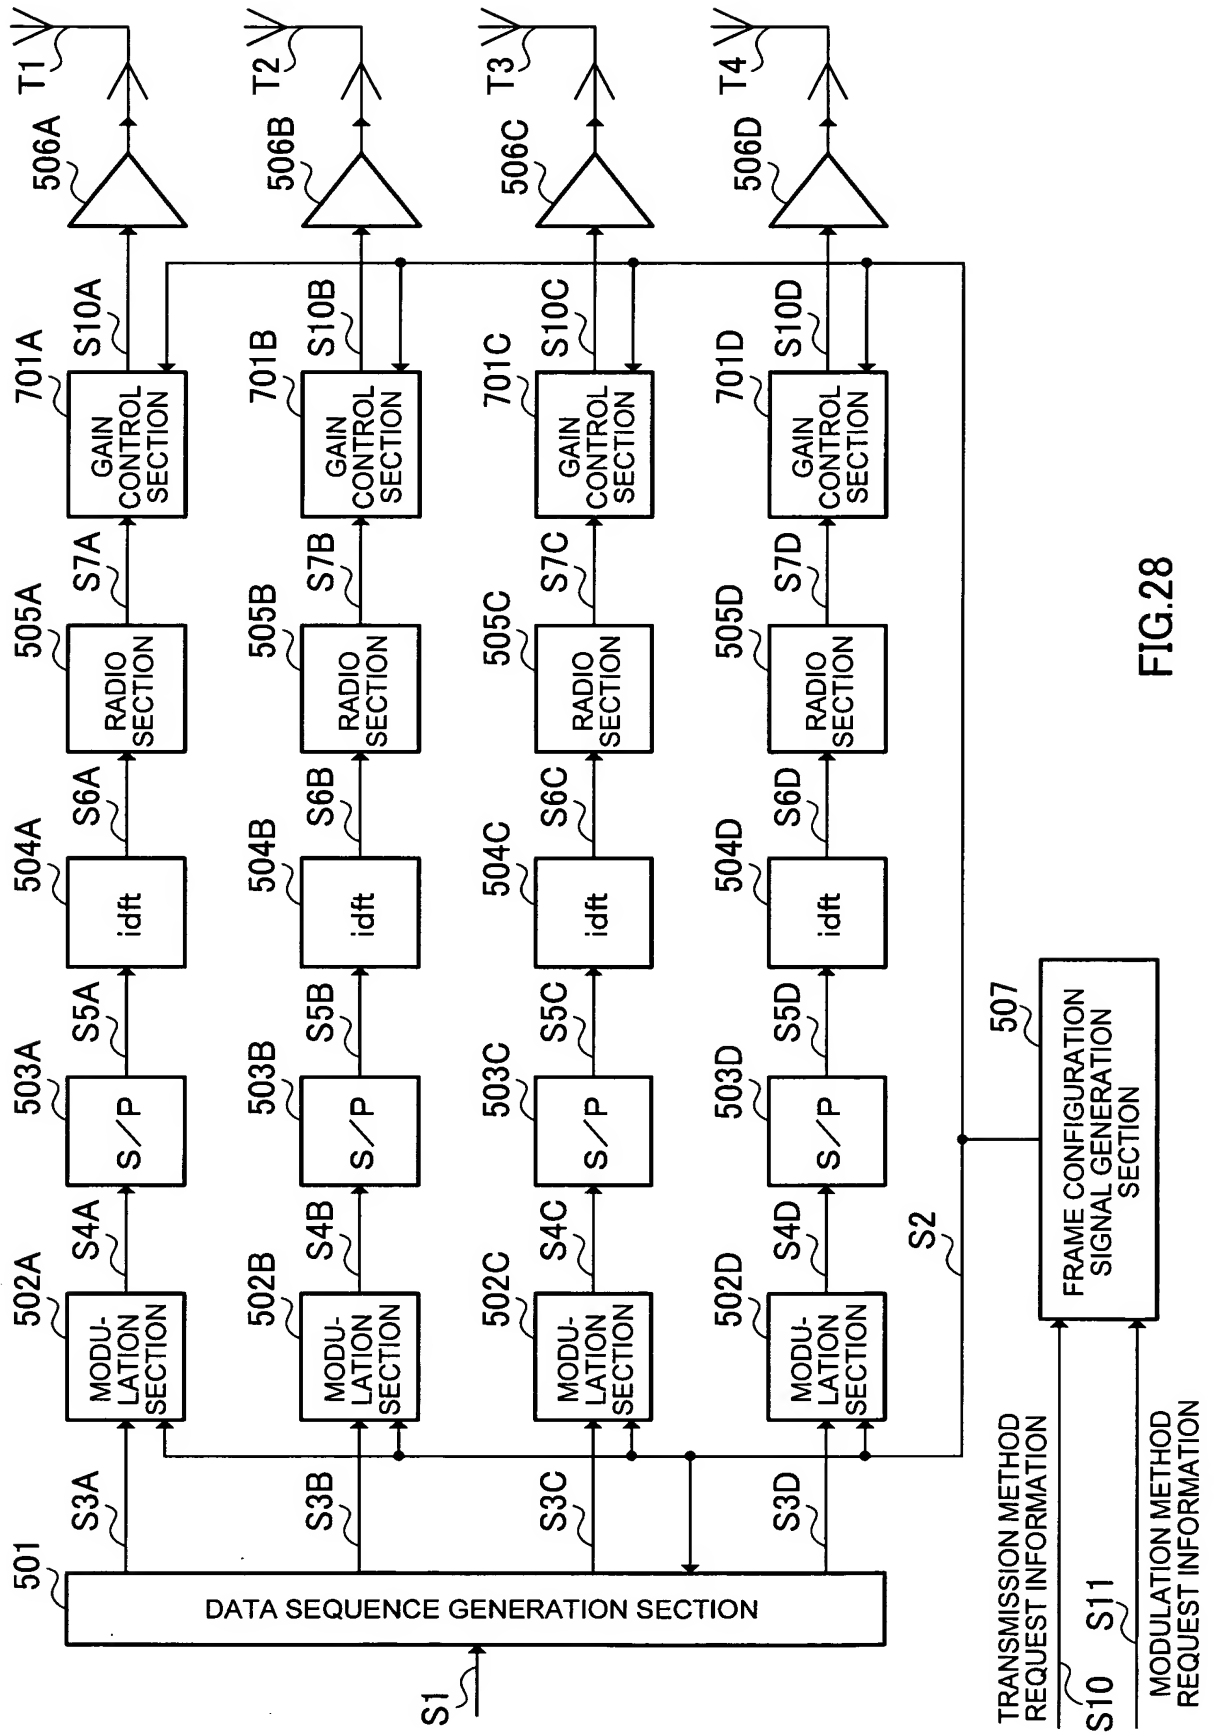 501
DATA SEQUENCE GENERATION SECTION
S1
S3A
502A
MODU-
LATION
SECTION
S4A
503A
S/P
S5A
504A
idft
S6A
505A
RADIO
SECTION
S7A
701A
GAIN
CONTROL
SECTION
S10A
506A
T1
S3B
502B
MODU-
LATION
SECTION
S4B
503B
S/P
S5B
504B
idft
S6B
505B
RADIO
SECTION
S7B
701B
GAIN
CONTROL
SECTION
S10B
506B
T2
S3C
502C
MODU-
LATION
SECTION
S4C
503C
S/P
S5C
504C
idft
S6C
505C
RADIO
SECTION
S7C
701C
GAIN
CONTROL
SECTION
S10C
506C
T3
S3D
502D
MODU-
LATION
SECTION
S4D
503D
S/P
S5D
504D
idft
S6D
505D
RADIO
SECTION
S7D
701D
GAIN
CONTROL
SECTION
S10D
506D
T4
S2
507
FRAME CONFIGURATION
SIGNAL GENERATION
SECTION
TRANSMISSION METHOD
REQUEST INFORMATION
S10
S11
MODULATION METHOD
REQUEST INFORMATION
FIG.28